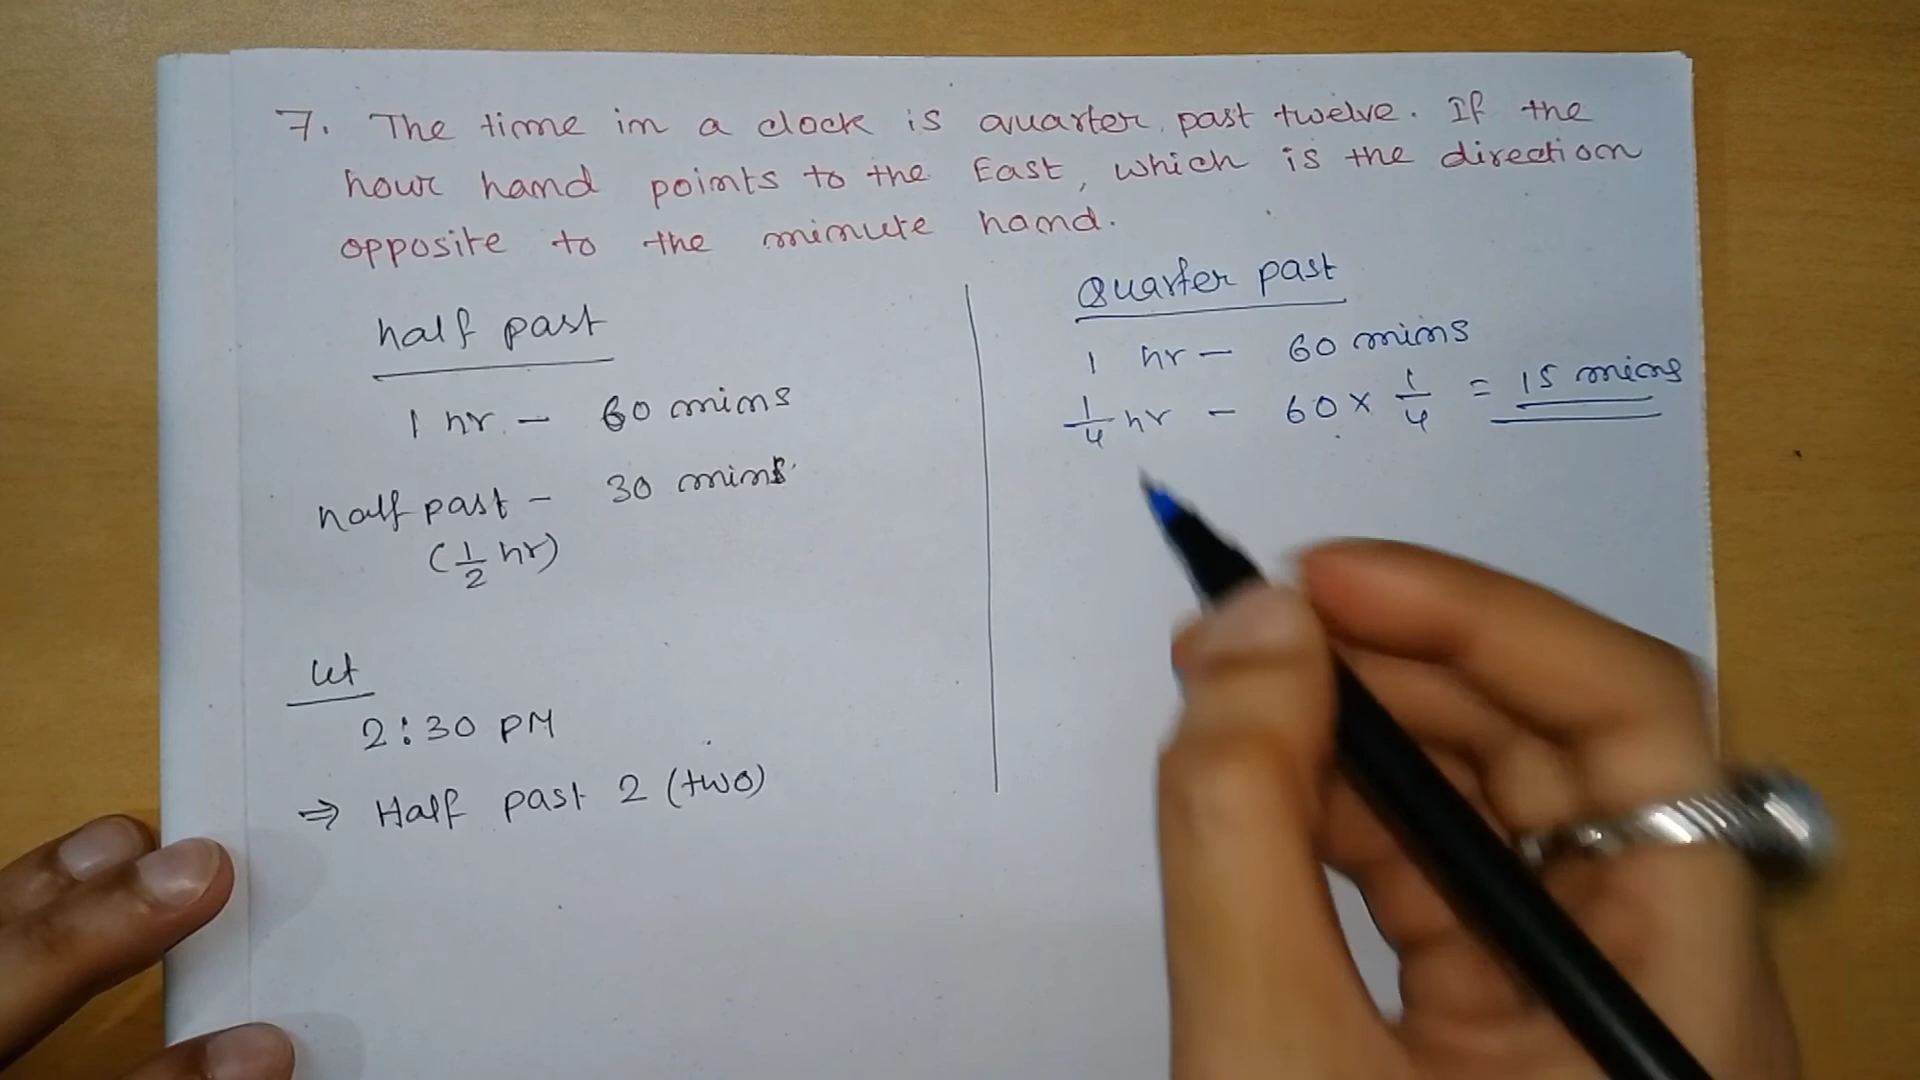 7. The time in a clock is quarter past twelve. If the
hour hand points to the East, which is the direction
opposite to the minute hand.
half past
1 hr - 60 mins
half past - 30 mins
(1/2 hr)
let
2:30 PM
⇒ Half past 2 (two)
Quarter past
1 hr - 60 mins
1/4 hr - 60 × 1/4 = 15 mins